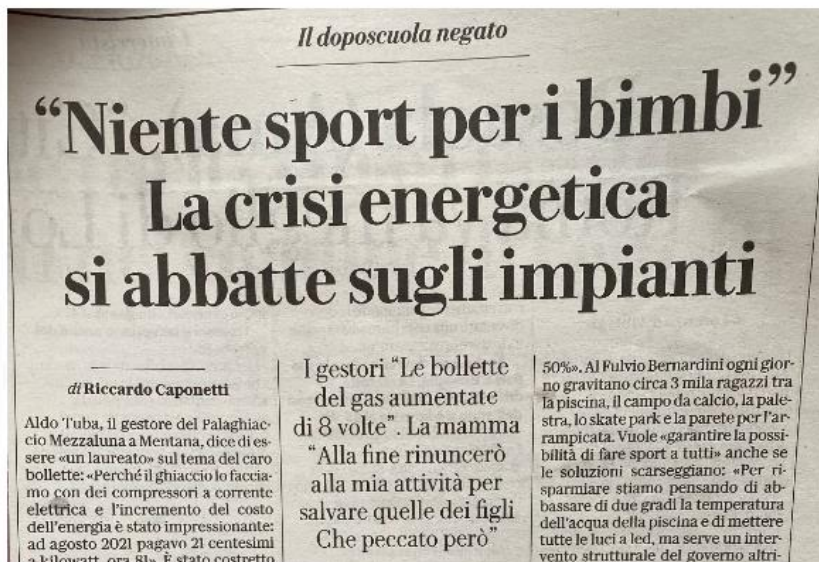 Il doposcuola negato
“Niente sport per i bimbi”
La crisi energetica
si abbatte sugli impianti
di Riccardo Caponetti
Aldo Tuba, il gestore del Palaghiac-
cio Mezzaluna a Mentana, dice di es-
sere «un laureato» sul tema del caro
bollette: «Perché il ghiaccio lo faccia-
mo con dei compressori a corrente
elettrica e l'incremento del costo
dell'energia è stato impressionante:
ad agosto 2021 pagavo 21 centesimi
a kilowatt, ora 81». È stato costretto
I gestori “Le bollette
del gas aumentate
di 8 volte”. La mamma
“Alla fine rinuncerò
alla mia attività per
salvare quelle dei figli
Che peccato però”
50%». Al Fulvio Bernardini ogni gior-
no gravitano circa 3 mila ragazzi tra
la piscina, il campo da calcio, la pale-
stra, lo skate park e la parete per l'ar-
rampicata. Vuole «garantire la possi-
bilità di fare sport a tutti» anche se
le soluzioni scarseggiano: «Per ri-
sparmiare stiamo pensando di ab-
bassare di due gradi la temperatura
dell'acqua della piscina e di mettere
tutte le luci a led, ma serve un inter-
vento strutturale del governo altri-